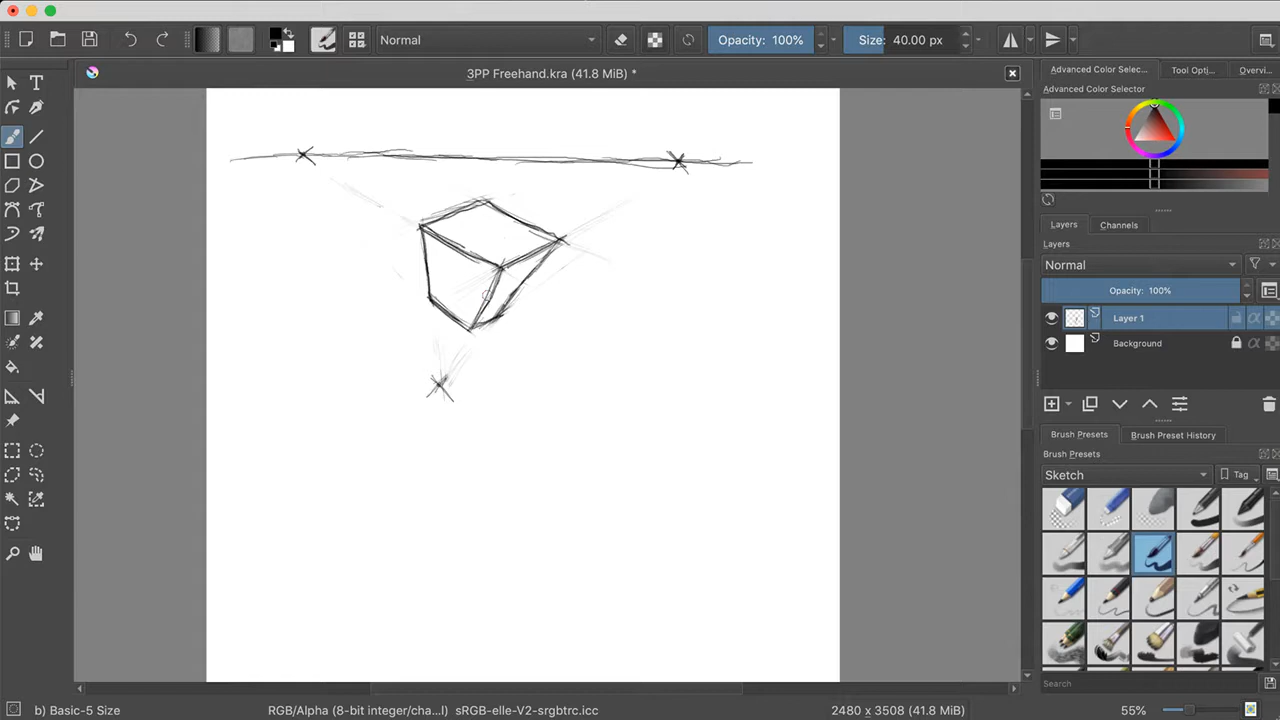 Normal
Opacity: 100%
Size: 40.00 px
3PP Freehand.kra (41.8 MiB) *
Advanced Color Selec...
Tool Opti...
Overvi...
Advanced Color Selector
Layers
Channels
Layers
Normal
Opacity: 100%
Layer 1
Background
Brush Presets
Brush Preset History
Brush Presets
Sketch
Tag
Search
b) Basic-5 Size
RGB/Alpha (8-bit integer/cha...l) sRGB-elle-V2-srgbtrc.icc
2480 x 3508 (41.8 MiB)
55%